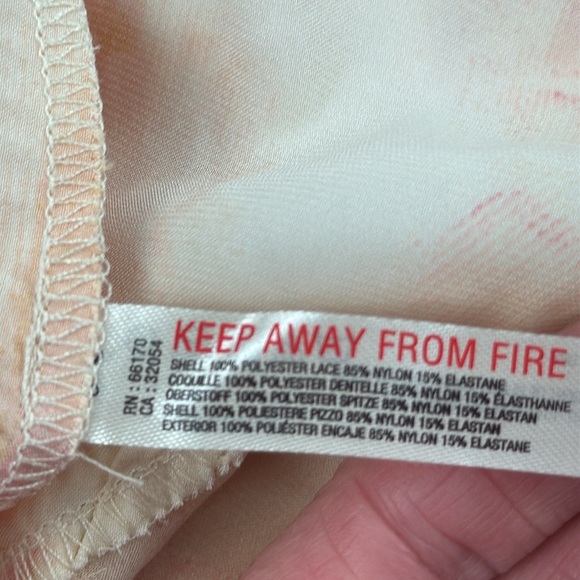 KEEP AWAY FROM FIRE
SHELL 100% POLYESTER LACE 85% NYLON 15% ELASTANE
COQUILLE 100% POLYESTER DENTELLE 85% NYLON 15% ÉLASTHANNE
OBERSTOFF 100% POLYESTER SPITZE 85% NYLON 15% ELASTAN
SHELL 100% POLIESTERE PIZZO 85% NYLON 15% ELASTAN
EXTERIOR 100% POLIÉSTER ENCAJE 85% NYLON 15% ELASTANE
RN : 66170
CA : 32054